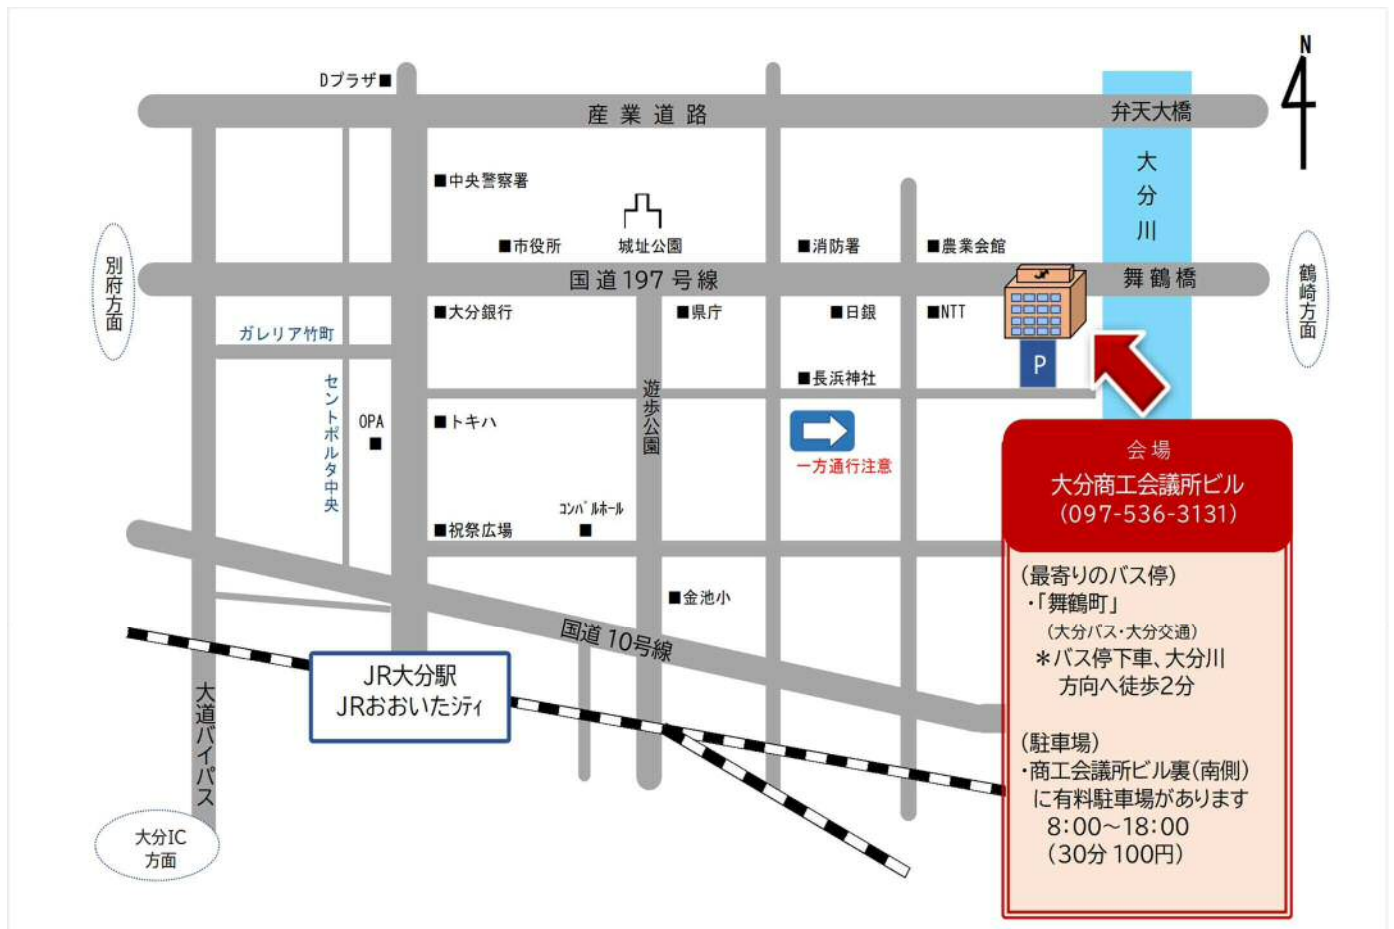 N
Dプラザ■
産業道路
弁天大橋
大分川
■中央警察署
■市役所
城址公園
■消防署
■農業会館
別府方面
国道197号線
舞鶴橋
鶴崎方面
■大分銀行
■県庁
■日銀
■NTT
ガレリア竹町
P
セントポルタ中央
OPA
■
■トキハ
遊歩公園
■長浜神社
一方通行注意
会場
大分商工会議所ビル
(097-536-3131)
コンパルホール
■
■祝祭広場
■金池小
国道10号線
JR大分駅
JRおおいたシティ
大道バイパス
大分IC
方面
(最寄りのバス停)
・「舞鶴町」
(大分バス・大分交通)
＊バス停下車、大分川
方向へ徒歩2分
(駐車場)
・商工会議所ビル裏(南側)
に有料駐車場があります
8:00～18:00
(30分 100円)